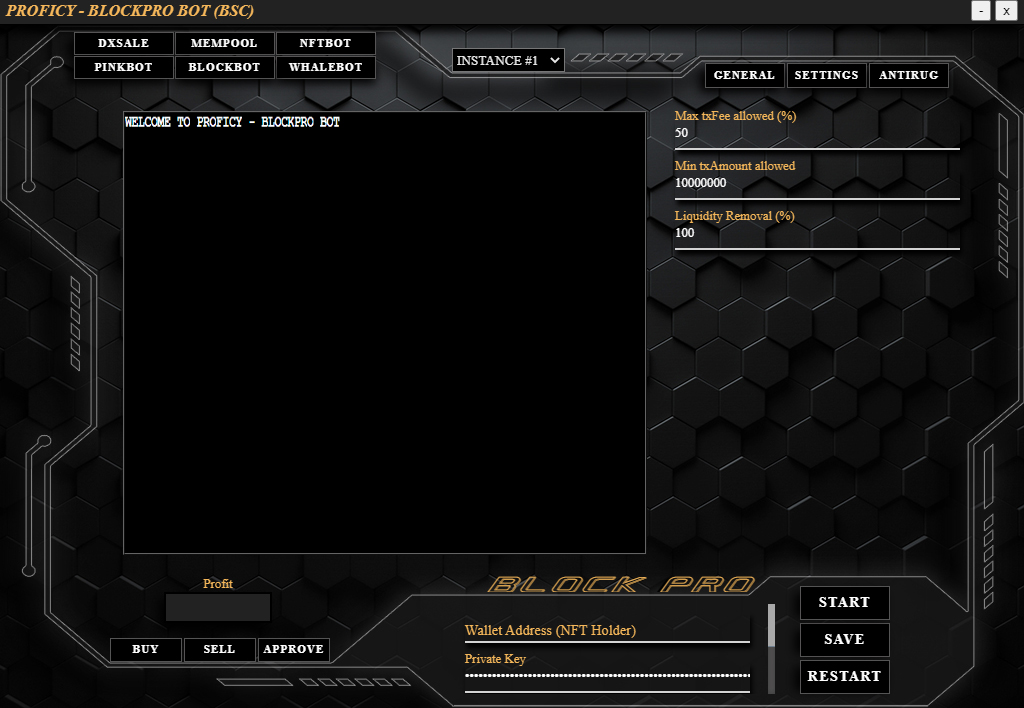 PROFICY - BLOCKPRO BOT (BSC)
- x
DXSALE MEMPOOL NFTBOT
PINKBOT BLOCKBOT WHALEBOT
INSTANCE #1
GENERAL SETTINGS ANTIRUG
WELCOME TO PROFICY - BLOCKPRO BOT
Max txFee allowed (%)
50
Min txAmount allowed
10000000
Liquidity Removal (%)
100
Profit
BUY SELL APPROVE
BLOCK PRO
Wallet Address (NFT Holder)
Private Key
START
SAVE
RESTART